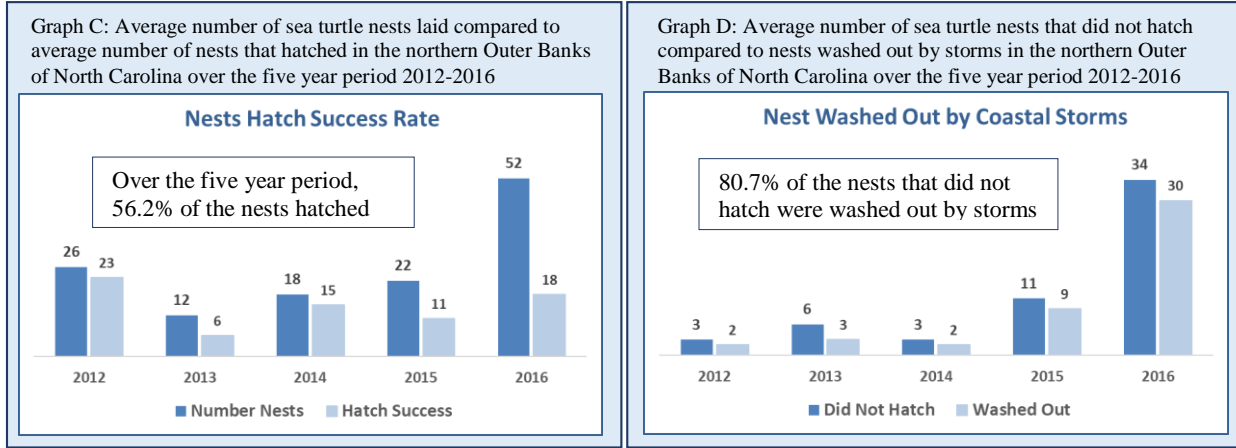 Graph C: Average number of sea turtle nests laid compared to
average number of nests that hatched in the northern Outer Banks
of North Carolina over the five year period 2012-2016
Nests Hatch Success Rate
Over the five year period,
56.2% of the nests hatched
52
26
23
12
6
18
15
22
11
18
2012 2013 2014 2015 2016
Number Nests Hatch Success
Graph D: Average number of sea turtle nests that did not hatch
compared to nests washed out by storms in the northern Outer
Banks of North Carolina over the five year period 2012-2016
Nest Washed Out by Coastal Storms
80.7% of the nests that did not
hatch were washed out by storms
34
30
3
2
6
3
3
2
11
9
2012 2013 2014 2015 2016
Did Not Hatch Washed Out